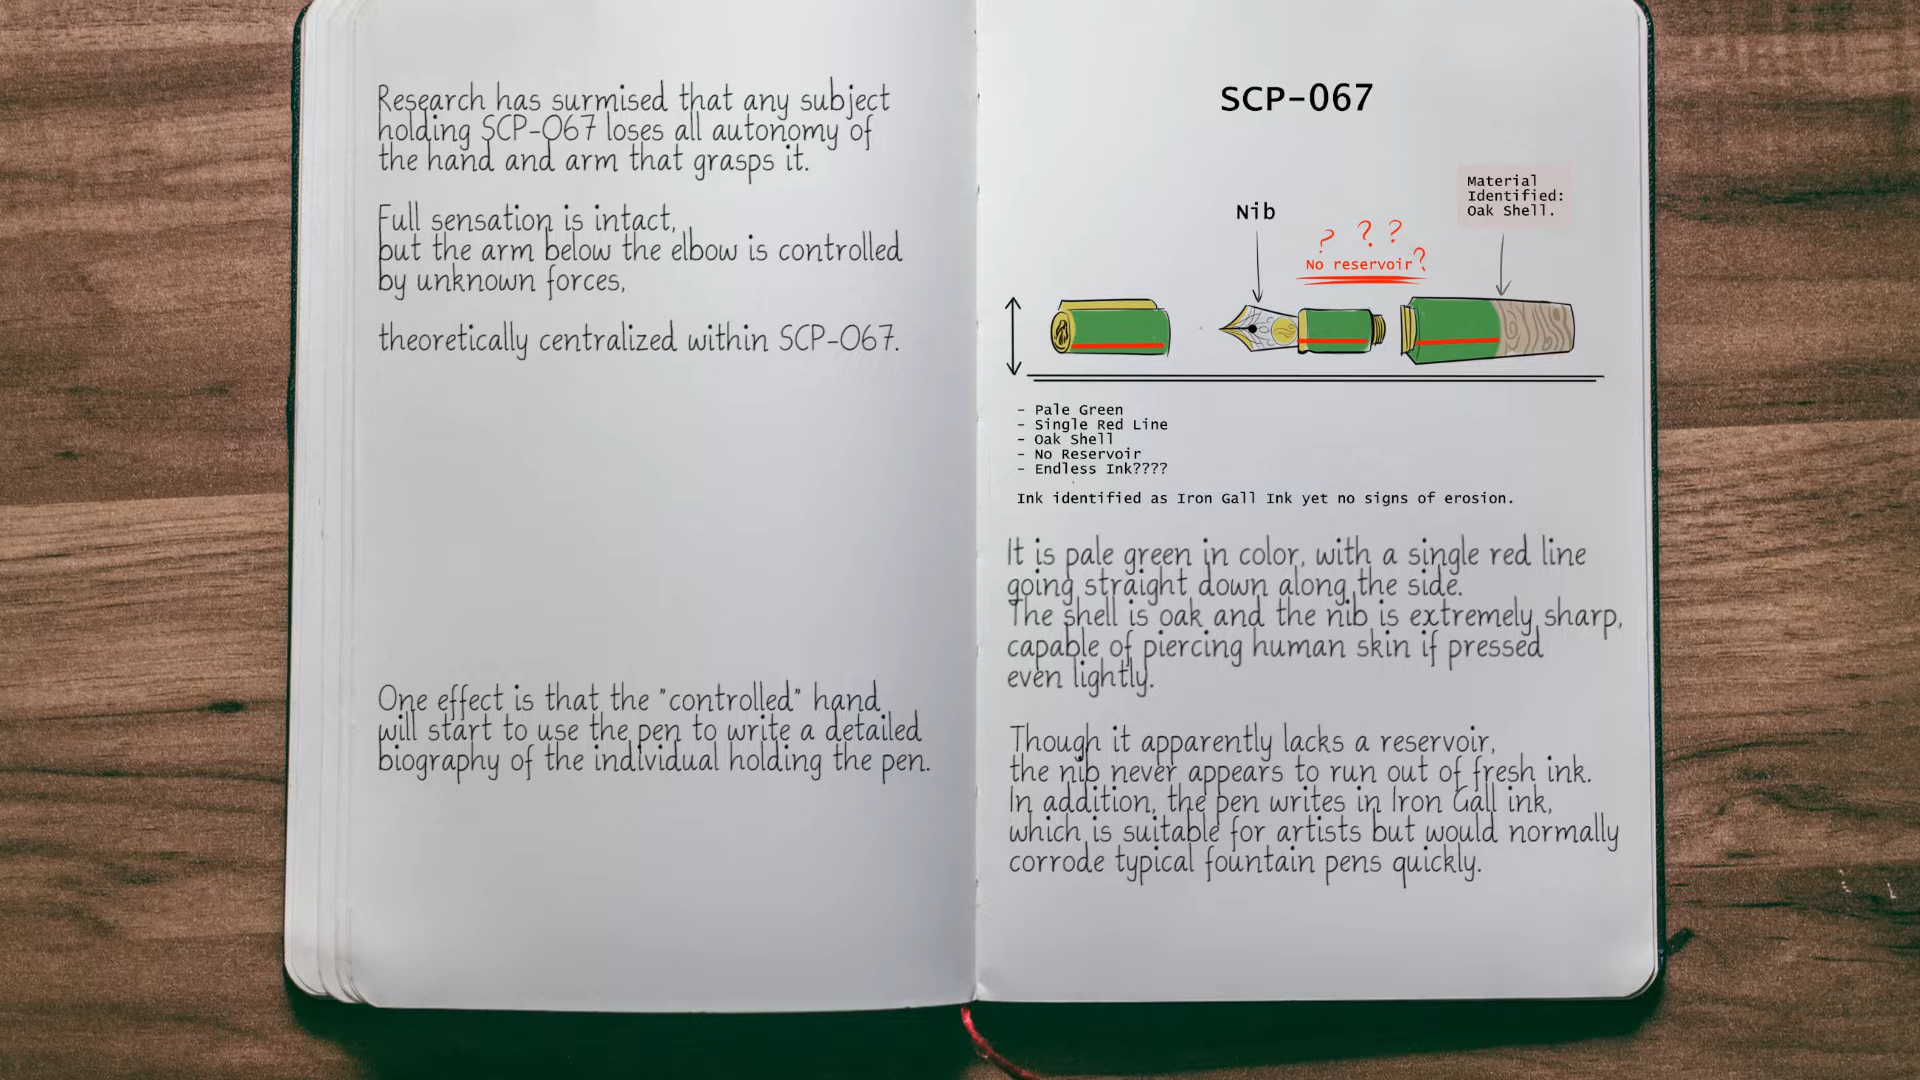 Research has surmised that any subject
holding SCP-067 loses all autonomy of
the hand and arm that grasps it.
Full sensation is intact,
but the arm below the elbow is controlled
by unknown forces,
theoretically centralized within SCP-067.
One effect is that the "controlled" hand
will start to use the pen to write a detailed
biography of the individual holding the pen.
SCP-067
Material
Identified:
Oak Shell.
Nib
? ? ?
No reservoir?
- Pale Green
- Single Red Line
- Oak Shell
- No Reservoir
- Endless Ink????
Ink identified as Iron Gall Ink yet no signs of erosion.
It is pale green in color, with a single red line
going straight down along the side.
The shell is oak and the nib is extremely sharp,
capable of piercing human skin if pressed
even lightly.
Though it apparently lacks a reservoir,
the nib never appears to run out of fresh ink.
In addition, the pen writes in Iron Gall ink,
which is suitable for artists but would normally
corrode typical fountain pens quickly.